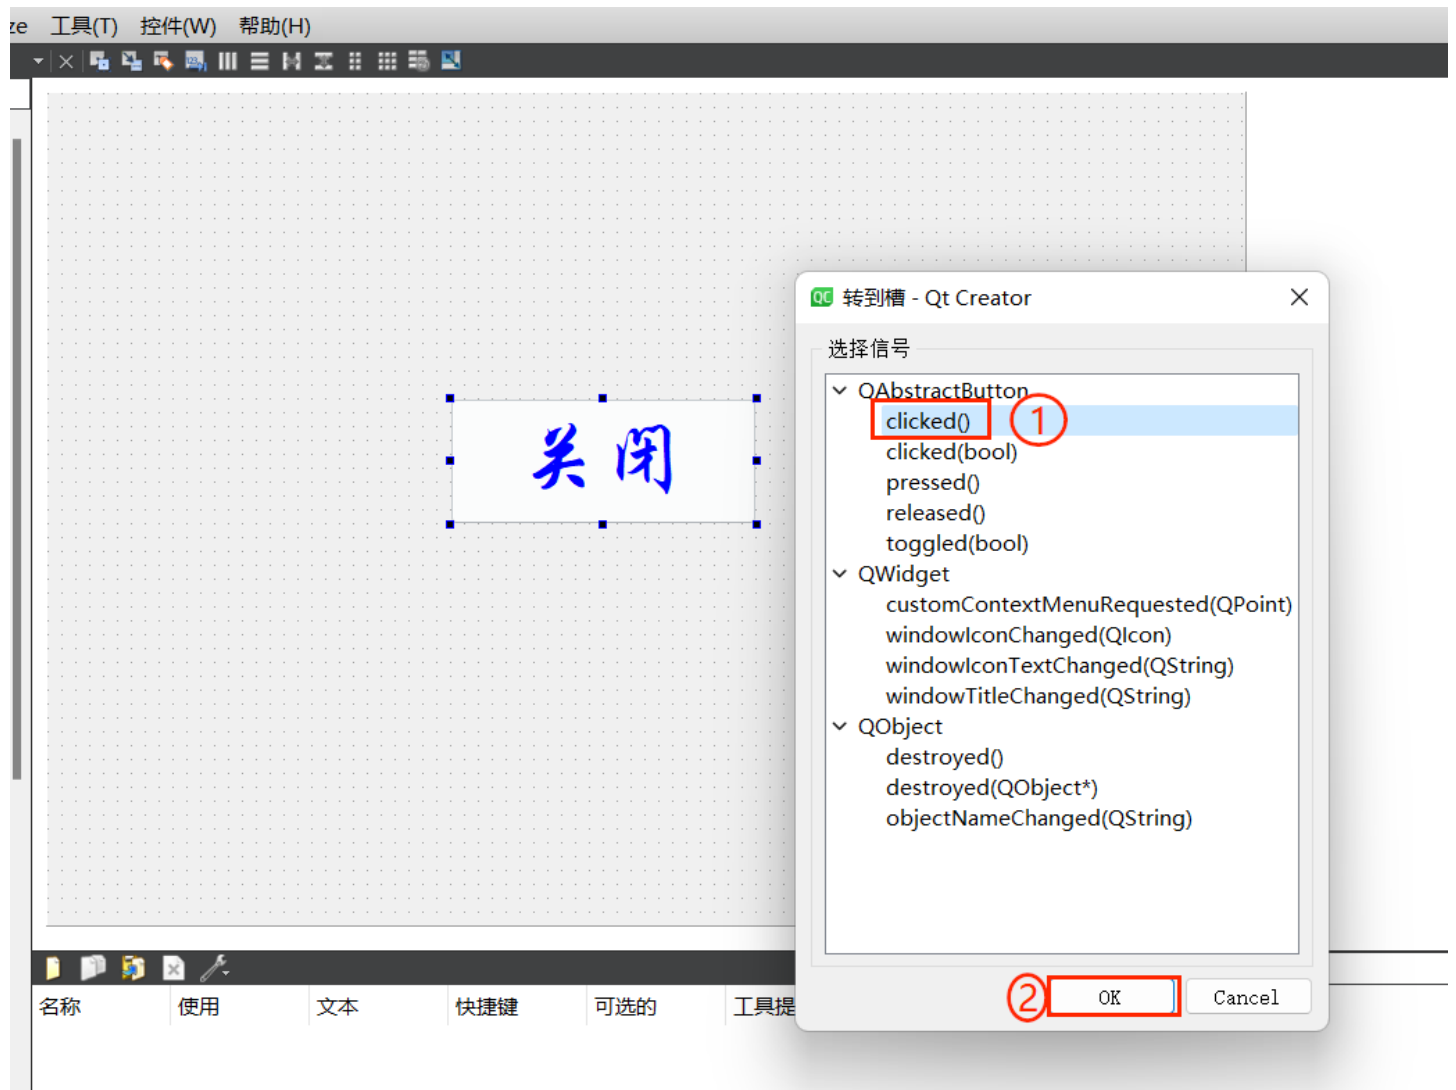 ze 工具(T) 控件(W) 帮助(H)
QC 转到槽 - Qt Creator
选择信号
QAbstractButton
clicked() 1
clicked(bool)
pressed()
released()
toggled(bool)
QWidget
customContextMenuRequested(QPoint)
windowIconChanged(QIcon)
windowIconTextChanged(QString)
windowTitleChanged(QString)
QObject
destroyed()
destroyed(QObject*)
objectNameChanged(QString)
关闭
2 OK Cancel
名称 使用 文本 快捷键 可选的 工具提